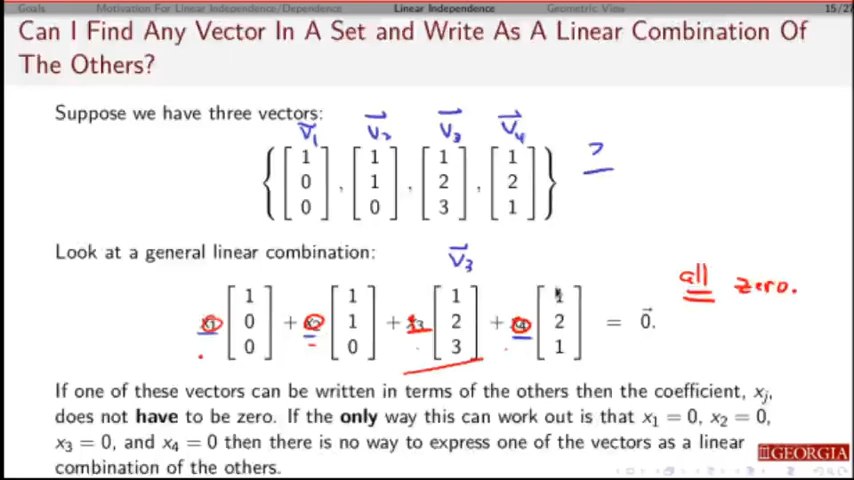 Goals Motivation For Linear Independence/Dependence Linear Independence Geometric View 15/27
Can I Find Any Vector In A Set and Write As A Linear Combination Of
The Others?
Suppose we have three vectors:
v⃗1 v⃗2 v⃗3 v⃗4
{ [1 0 0], [1 1 0], [1 2 3], [1 2 1] } ?
Look at a general linear combination:
v⃗3
x1 [1 0 0] + x2 [1 1 0] + x3 [1 2 3] + x4 [1 2 1] = 0⃗.
all zero.
If one of these vectors can be written in terms of the others then the coefficient, xj,
does not have to be zero. If the only way this can work out is that x1 = 0, x2 = 0,
x3 = 0, and x4 = 0 then there is no way to express one of the vectors as a linear
combination of the others.
GEORGIA